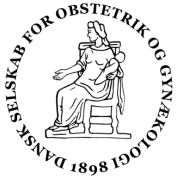 DANSK SELSKAB FOR OBSTETRIK OG GYNÆKOLOGI 1898